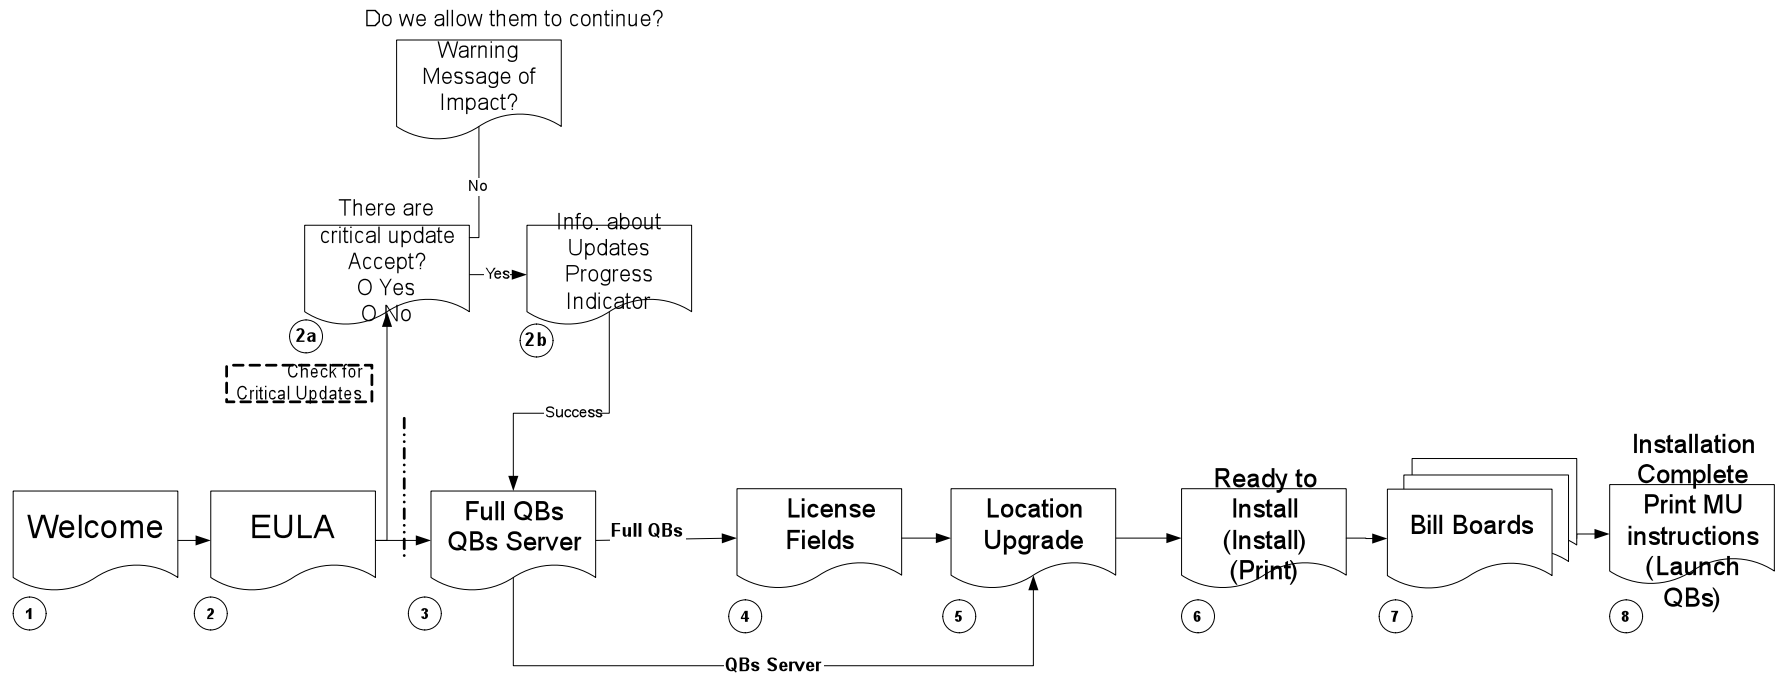 Do we allow them to continue?
Warning
Message of
Impact?
No
There are
critical update
Accept?
O Yes
O No
2a
Yes
Info. about
Updates
Progress
Indicator
2b
Check for
Critical Updates
Success
Welcome
1
EULA
2
Full QBs
QBs Server
3
Full QBs
QBs Server
License
Fields
4
Location
Upgrade
5
Ready to
Install
(Install)
(Print)
6
Bill Boards
7
Installation
Complete
Print MU
instructions
(Launch
QBs)
8